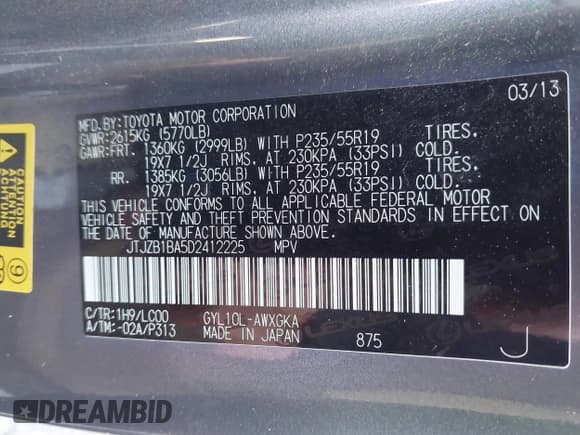 03/13
MFD.BY:TOYOTA MOTOR CORPORATION
GVWR:2615KG (5770LB)
GAWR:FRT. 1360KG (2999LB) WITH P235/55R19 TIRES.
19X7 1/2J RIMS. AT 230KPA (33PSI) COLD.
RR. 1385KG (3056LB) WITH P235/55R19 TIRES.
19X7 1/2J RIMS. AT 230KPA (33PSI) COLD.
THIS VEHICLE CONFORMS TO ALL APPLICABLE FEDERAL MOTOR
VEHICLE SAFETY AND THEFT PREVENTION STANDARDS IN EFFECT ON
THE DATE OF MANUFACTURE SHOWN ABOVE.
JTJZB1BA5D2412225 MPV
C/TR:1H9/LC00 GYL10L-AWXGKA
A/TM:-02A/P313 MADE IN JAPAN 875 J
ATTENTION
9
DREAMBID